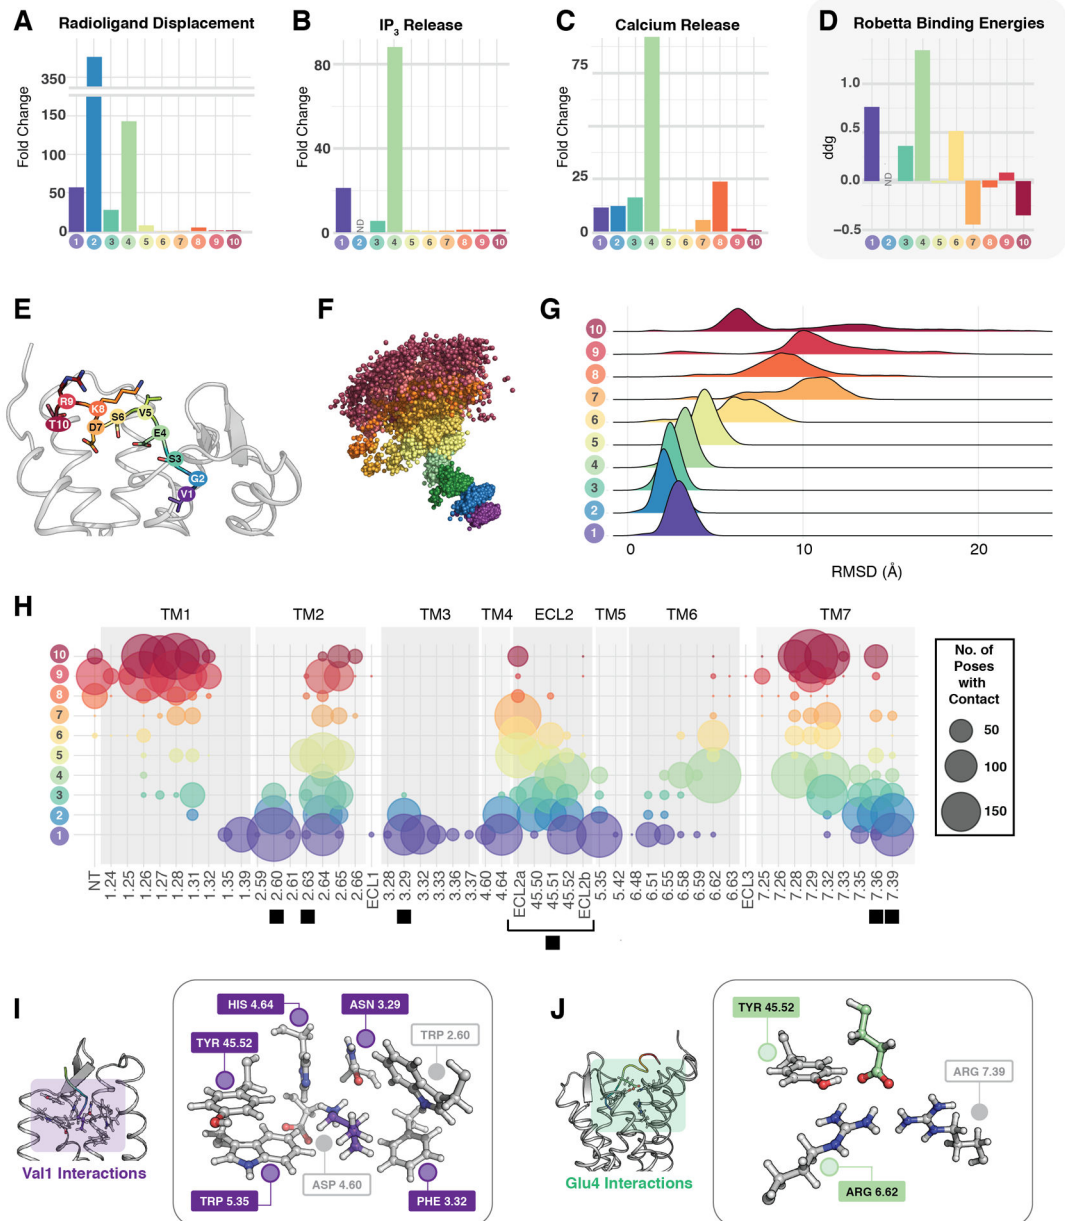 A Radioligand Displacement
Fold Change
350
150
100
50
0
1 2 3 4 5 6 7 8 9 10
B IP3 Release
Fold Change
80
40
0
ND
1 2 3 4 5 6 7 8 9 10
C Calcium Release
Fold Change
75
25
0
1 2 3 4 5 6 7 8 9 10
D Robetta Binding Energies
ddg
1.0
0.5
0.0
−0.5
ND
1 2 3 4 5 6 7 8 9 10
E
R9
K8
V5
T10
D7
S6
E4
S3
G2
V1
F
G
10
9
8
7
6
5
4
3
2
1
0 10 20
RMSD (Å)
H
TM1 TM2 TM3 TM4 ECL2 TM5 TM6 TM7
10
9
8
7
6
5
4
3
2
1
NT 1.24 1.25 1.26 1.27 1.28 1.31 1.32 1.35 1.39 2.59 2.60 2.61 2.63 2.64 2.65 2.66 ECL1 3.28 3.29 3.32 3.33 3.36 3.37 4.60 4.64 ECL2a 45.50 45.51 45.52 ECL2b 5.35 5.42 6.48 6.51 6.55 6.58 6.59 6.62 6.63 ECL3 7.25 7.26 7.28 7.29 7.32 7.33 7.35 7.36 7.39
No. of
Poses
with
Contact
50
100
150
I
Val1 Interactions
HIS 4.64
ASN 3.29
TYR 45.52
TRP 2.60
ASP 4.60
TRP 5.35
PHE 3.32
J
Glu4 Interactions
TYR 45.52
ARG 7.39
ARG 6.62